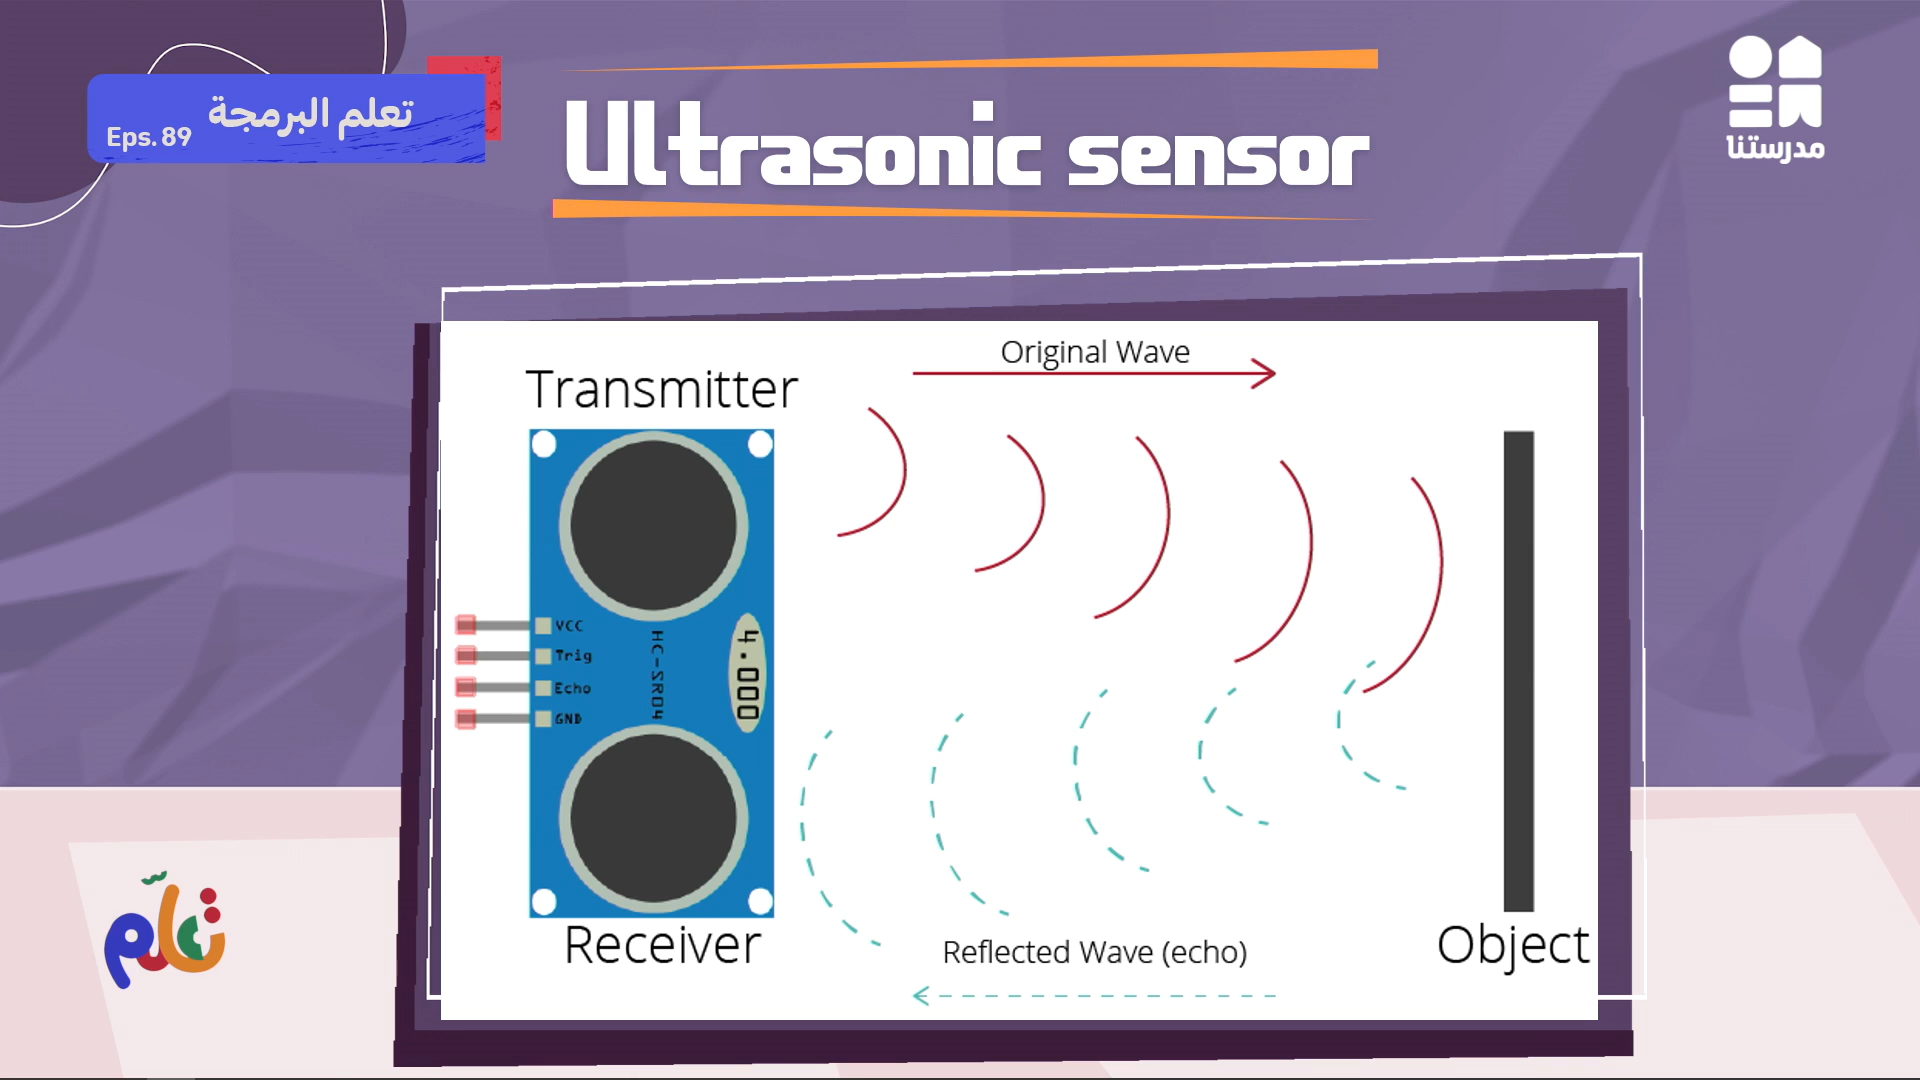 تعلم البرمجة
Eps. 89
Ultrasonic sensor
مدرستنا
Original Wave
Transmitter
VCC
Trig
Echo
GND
HC-SR04
4.000
Receiver
Reflected Wave (echo)
Object
تعلّم